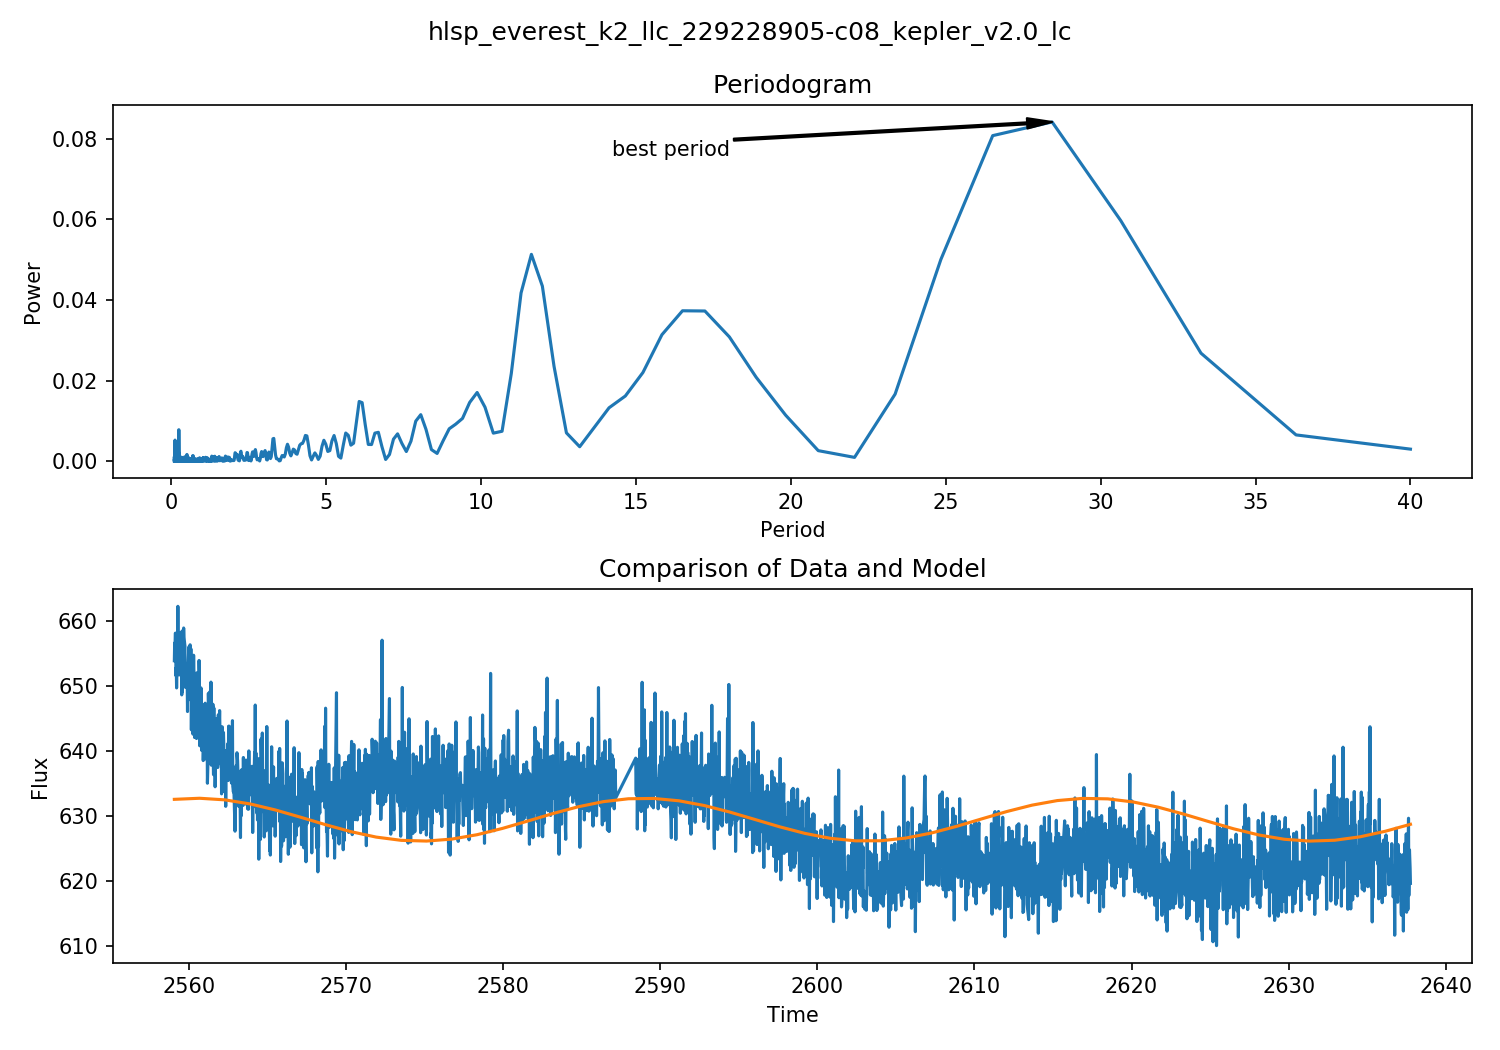 hlsp_everest_k2_llc_229228905-c08_kepler_v2.0_lc
Periodogram
Power
0.08
0.06
0.04
0.02
0.00
best period
0 5 10 15 20 25 30 35 40
Period
Comparison of Data and Model
Flux
660
650
640
630
620
610
2560 2570 2580 2590 2600 2610 2620 2630 2640
Time